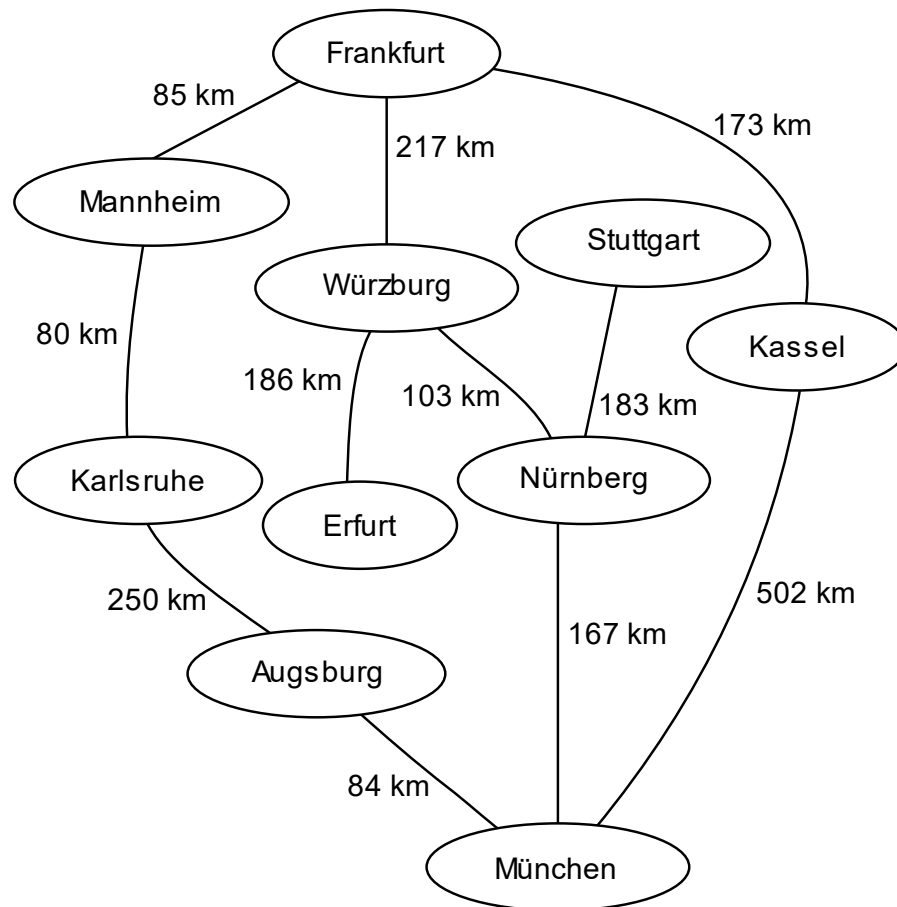 Frankfurt
85 km
173 km
217 km
Mannheim
Stuttgart
Würzburg
80 km
Kassel
186 km
103 km
183 km
Karlsruhe
Nürnberg
Erfurt
250 km
502 km
167 km
Augsburg
84 km
München